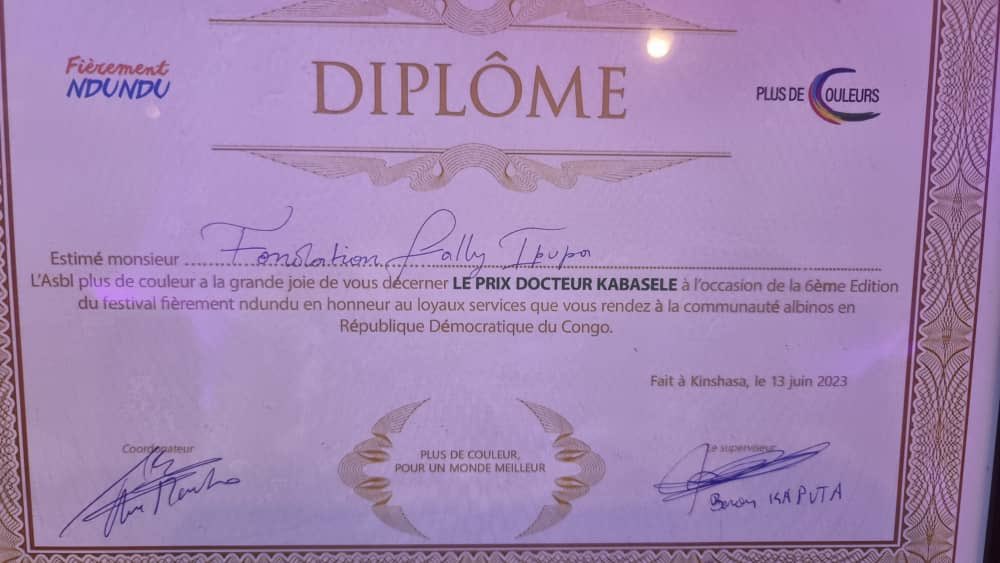 Fièrement
NDUNDU
DIPLÔME
PLUS DE COULEURS
Estimé monsieur Fondation Fally Ipupa
L'Asbl plus de couleur a la grande joie de vous décerner LE PRIX DOCTEUR KABASELE à l'occasion de la 6ème Edition
du festival fièrement ndundu en honneur au loyaux services que vous rendez à la communauté albinos en
République Démocratique du Congo.
Fait à Kinshasa, le 13 juin 2023
Coordonateur
PLUS DE COULEUR,
POUR UN MONDE MEILLEUR
Le superviseur
KAPUTA